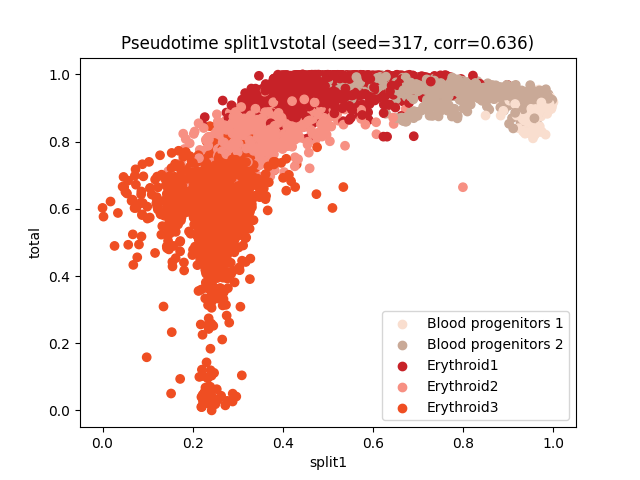 Pseudotime split1vstotal (seed=317, corr=0.636)
1.0
0.8
0.6
0.4
0.2
0.0
total
Blood progenitors 1
Blood progenitors 2
Erythroid1
Erythroid2
Erythroid3
0.0 0.2 0.4 0.6 0.8 1.0
split1